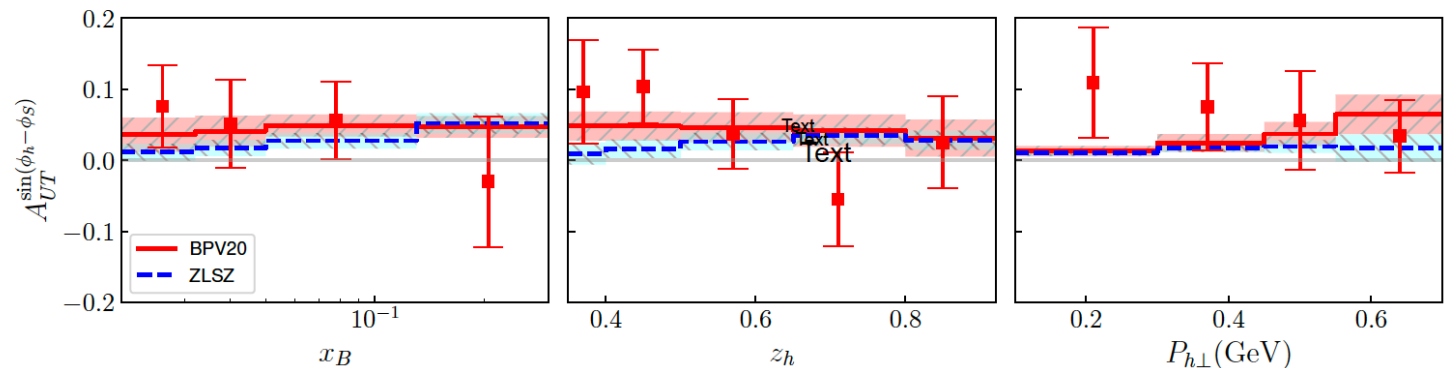 0.2
0.1
0.0
−0.1
−0.2
A_{UT}^{sin(ϕ_h−ϕ_S)}
BPV20
ZLSZ
10^{−1}
x_B
Text
Text
Text
0.4 0.6 0.8
z_h
0.2 0.4 0.6
P_{h⊥}(GeV)